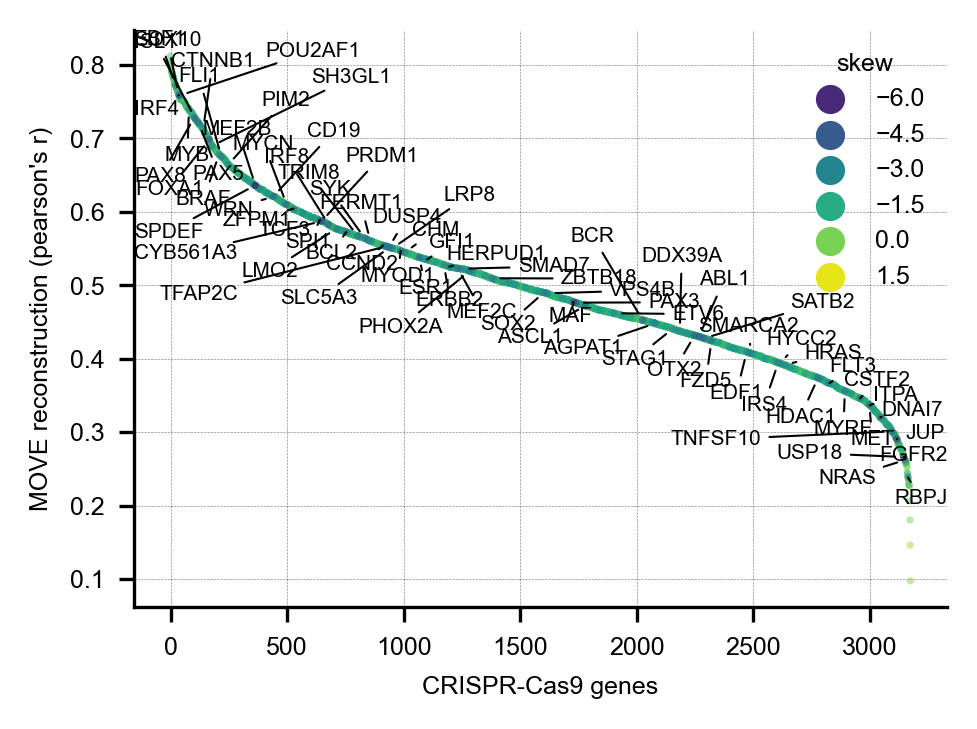 SOX10
POU2AF1
CTNNB1
FLI1
SH3GL1
IRF4
PIM2
MEF2B
CD19
MYCN
MYB
IRF8
PRDM1
PAX8
PAX5
TRIM8
FOXA1
SYK
BRAF
FERMT1
LRP8
WRN
DUSP4
ZFPM1
TCF3
CHM
SPDEF
SPI1
GFI1
BCR
CYB561A3
BCL2
HERPUD1
DDX39A
CCND2
SMAD7
LMO2
MYOD1
ZBTB18
ABL1
TFAP2C
SLC5A3
ESR1
VPS4B
ERBB2
PAX3
SATB2
MEF2C
ETV6
PHOX2A
SOX2
MAF
SMARCA2
ASCL1
HYCC2
AGPAT1
HRAS
STAG1
FLT3
OTX2
CSTF2
FZD5
EDF1
ITPA
IRS4
DNAI7
HDAC1
MYRF
JUP
TNFSF10
MET
USP18
FGFR2
NRAS
RBPJ
skew
−6.0
−4.5
−3.0
−1.5
0.0
1.5
0.8
0.7
0.6
0.5
0.4
0.3
0.2
0.1
MOVE reconstruction (pearson's r)
0 500 1000 1500 2000 2500 3000
CRISPR-Cas9 genes